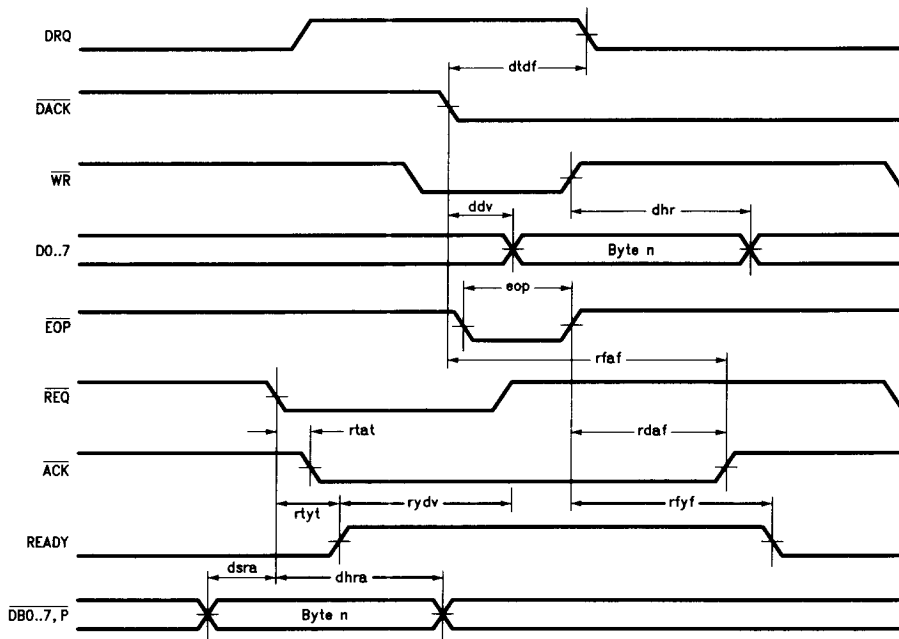 DRQ
dtdf
DACK
WR
ddv
dhr
D0..7
Byte n
eop
EOP
rfaf
REQ
rtat
rdaf
ACK
rtyt
rydv
rfyf
READY
dsra
dhra
DB0..7, P
Byte n